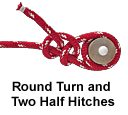 Round Turn and
Two Half Hitches